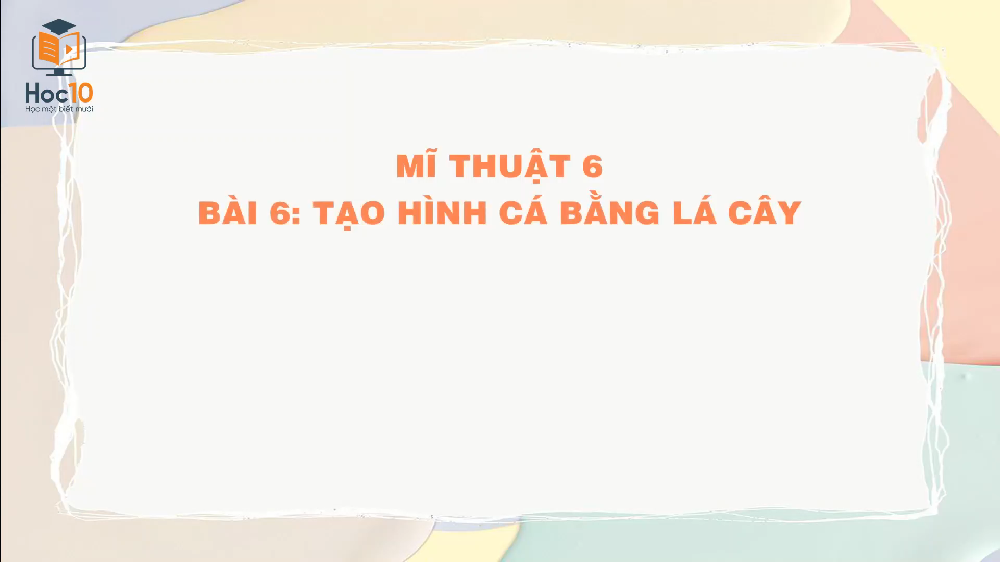 Hoc10
Học một biết mười
MĨ THUẬT 6
BÀI 6: TẠO HÌNH CÁ BẰNG LÁ CÂY